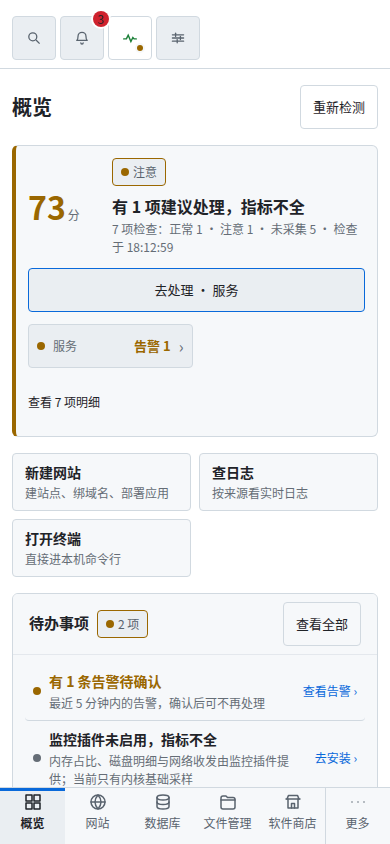 3
概览
重新检测
注意
73分
有 1 项建议处理，指标不全
7 项检查：正常 1 · 注意 1 · 未采集 5 · 检查
于 18:12:59
去处理 · 服务
服务 告警 1 ›
查看 7 项明细
新建网站
建站点、绑域名、部署应用
查日志
按来源看实时日志
打开终端
直接进本机命令行
待办事项 2 项 查看全部
有 1 条告警待确认
最近 5 分钟内的告警，确认后可不再处理
查看告警 ›
监控插件未启用，指标不全
内存占比、磁盘明细与网络收发由监控插件提
供；当前只有内核基础采样
去安装 ›
概览 网站 数据库 文件管理 软件商店 更多